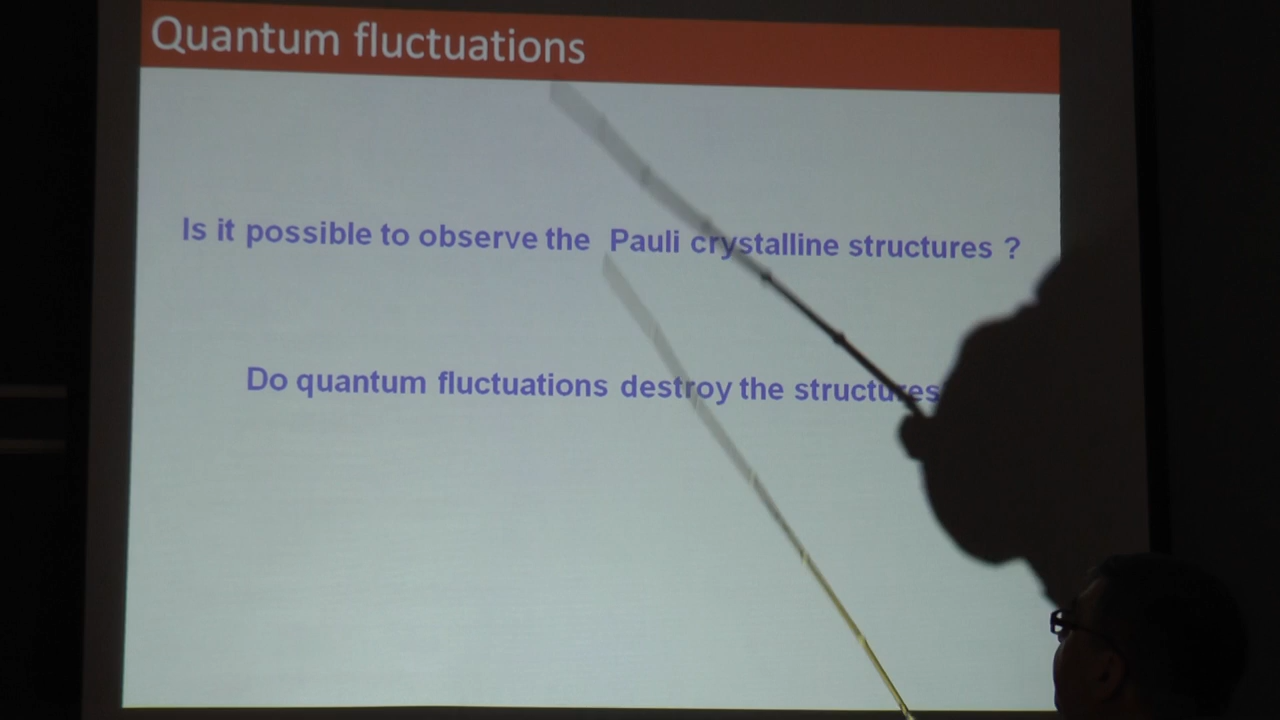 Quantum fluctuations
Is it possible to observe the Pauli crystalline structures ?
Do quantum fluctuations destroy the structures